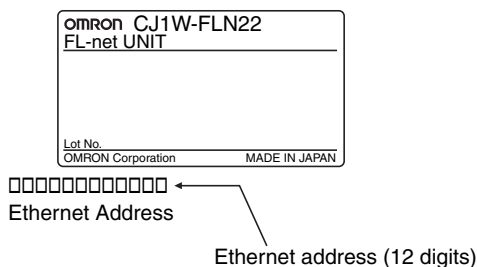 OMRON CJ1W-FLN22
FL-net UNIT
Lot No.
OMRON Corporation MADE IN JAPAN
□□□□□□□□□□□□
Ethernet Address
Ethernet address (12 digits)